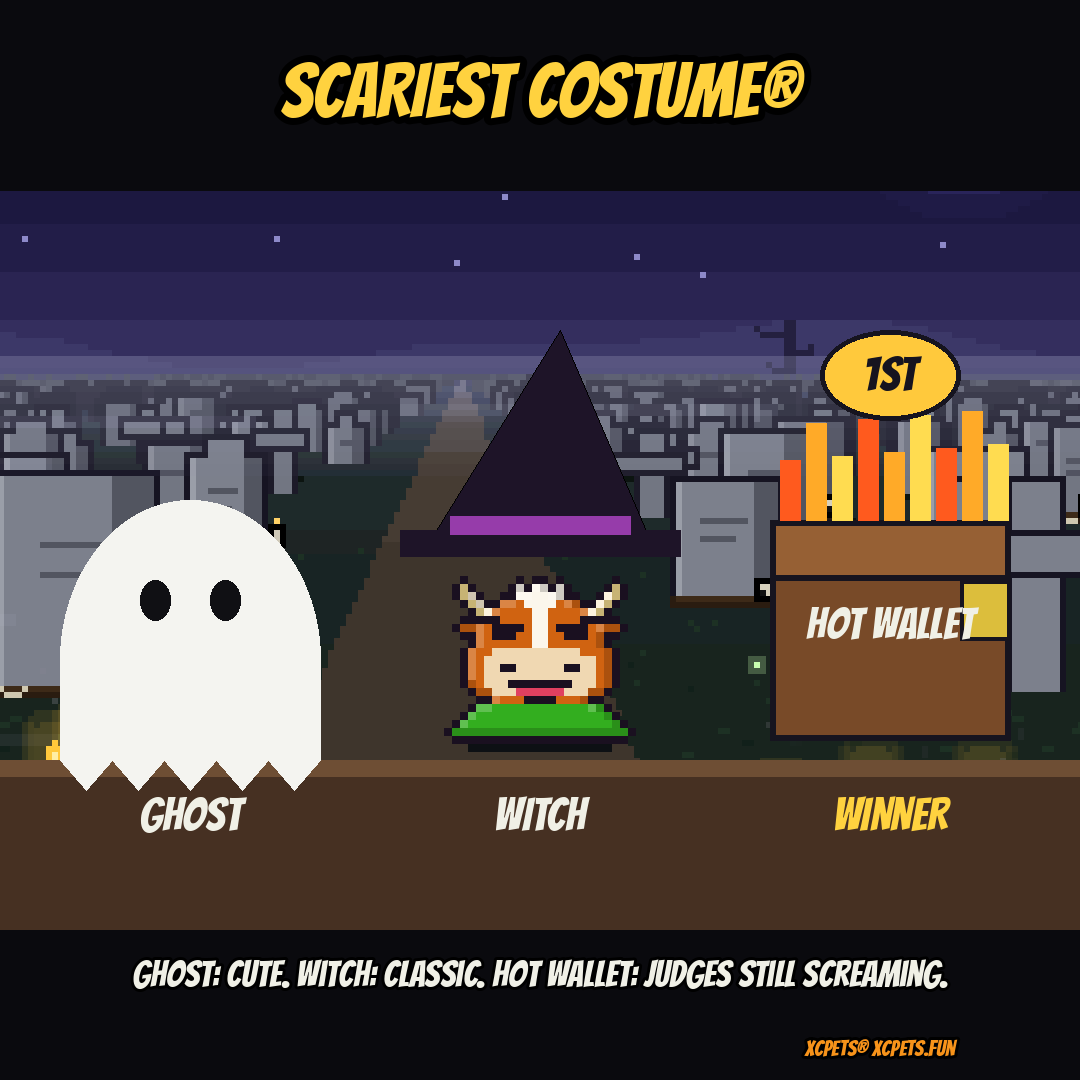 SCARIEST COSTUME®
1ST
HOT WALLET
GHOST
WITCH
WINNER
GHOST: CUTE. WITCH: CLASSIC. HOT WALLET: JUDGES STILL SCREAMING.
XCPETS® XCPETS.FUN